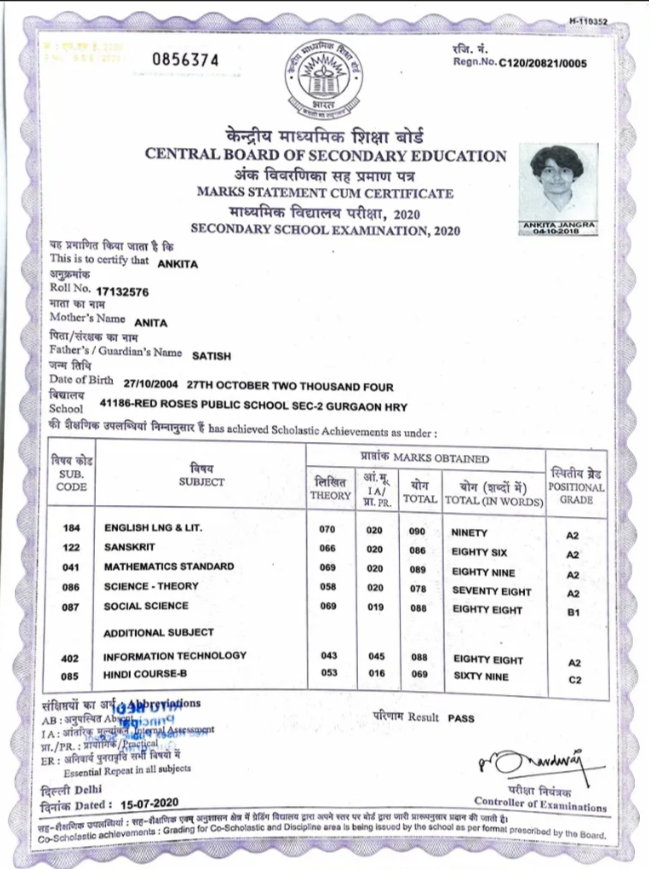 H-110352
0856374
रजि. नं.
Regn.No. C120/20821/0005
केन्द्रीय माध्यमिक शिक्षा बोर्ड
भारत
केन्द्रीय माध्यमिक शिक्षा बोर्ड
CENTRAL BOARD OF SECONDARY EDUCATION
अंक विवरणिका सह प्रमाण पत्र
MARKS STATEMENT CUM CERTIFICATE
माध्यमिक विद्यालय परीक्षा, 2020
SECONDARY SCHOOL EXAMINATION, 2020
ANKITA JANGRA
04-10-2018
यह प्रमाणित किया जाता है कि
This is to certify that ANKITA
अनुक्रमांक
Roll No. 17132576
माता का नाम
Mother's Name ANITA
पिता/संरक्षक का नाम
Father's / Guardian's Name SATISH
जन्म तिथि
Date of Birth 27/10/2004 27TH OCTOBER TWO THOUSAND FOUR
विद्यालय
School 41186-RED ROSES PUBLIC SCHOOL SEC-2 GURGAON HRY
की शैक्षणिक उपलब्धियां निम्नानुसार हैं has achieved Scholastic Achievements as under :
विषय कोड SUB. CODE विषय SUBJECT प्राप्तांक MARKS OBTAINED स्थितीय ग्रेड POSITIONAL GRADE
लिखित THEORY आं.मू. I A/ प्रा. PR. योग TOTAL योग (शब्दों में) TOTAL (IN WORDS)
184 ENGLISH LNG & LIT. 070 020 090 NINETY A2
122 SANSKRIT 066 020 086 EIGHTY SIX A2
041 MATHEMATICS STANDARD 069 020 089 EIGHTY NINE A2
086 SCIENCE - THEORY 058 020 078 SEVENTY EIGHT A2
087 SOCIAL SCIENCE 069 019 088 EIGHTY EIGHT B1
ADDITIONAL SUBJECT
402 INFORMATION TECHNOLOGY 043 045 088 EIGHTY EIGHT A2
085 HINDI COURSE-B 053 016 069 SIXTY NINE C2
संक्षिप्तियों का अर्थ Abbreviations
परिणाम Result PASS
AB : अनुपस्थित Absent
I A : आंतरिक मूल्यांकन Internal Assessment
प्रा./PR. : प्रायोगिक/Practical
ER : अनिवार्य पुनरावृत्ति सभी विषयों में
Essential Repeat in all subjects
दिल्ली Delhi
दिनांक Dated : 15-07-2020
परीक्षा नियंत्रक
Controller of Examinations
सह-शैक्षणिक उपलब्धियां : सह-शैक्षणिक एवम् अनुशासन क्षेत्र में ग्रेडिंग विद्यालय द्वारा अपने स्तर पर बोर्ड द्वारा जारी प्रारूपनुसार प्रदान की जाती है।
Co-Scholastic achievements : Grading for Co-Scholastic and Discipline area is being issued by the school as per format prescribed by the Board.